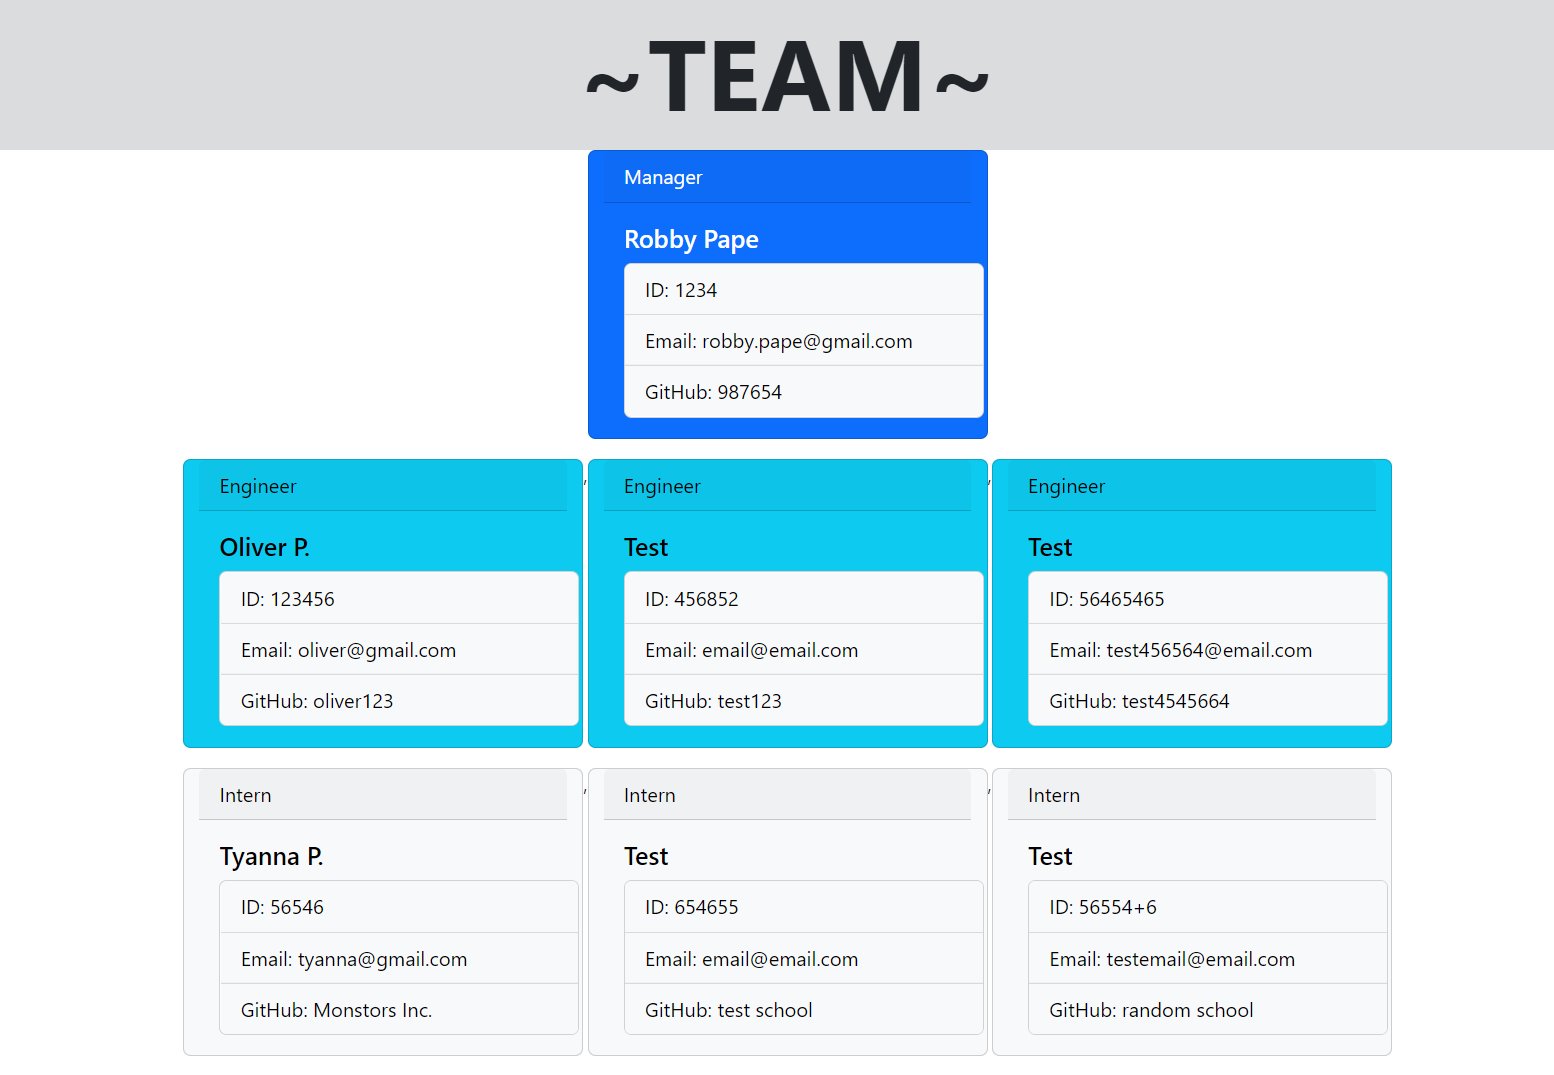 ~TEAM~
Manager
Robby Pape
ID: 1234
Email: robby.pape@gmail.com
GitHub: 987654
Engineer
Oliver P.
ID: 123456
Email: oliver@gmail.com
GitHub: oliver123
,
Engineer
Test
ID: 456852
Email: email@email.com
GitHub: test123
,
Engineer
Test
ID: 56465465
Email: test456564@email.com
GitHub: test4545664
Intern
Tyanna P.
ID: 56546
Email: tyanna@gmail.com
GitHub: Monstors Inc.
,
Intern
Test
ID: 654655
Email: email@email.com
GitHub: test school
,
Intern
Test
ID: 56554+6
Email: testemail@email.com
GitHub: random school